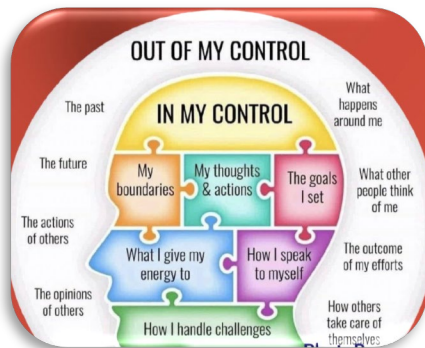 OUT OF MY CONTROL
IN MY CONTROL
The past
The future
The actions
of others
The opinions
of others
My
boundaries
My thoughts
& actions
The goals
I set
What I give my
energy to
How I speak
to myself
How I handle challenges
What
happens
around me
What other
people think
of me
The outcome
of my efforts
How others
take care of
themselves